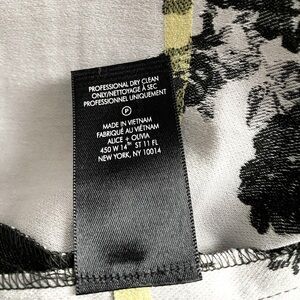 PROFESSIONAL DRY CLEAN
ONLY/NETTOYAGE À SEC
PROFESSIONNEL UNIQUEMENT
P
MADE IN VIETNAM
FABRIQUÉ AU VIÊTNAM
ALICE + OLIVIA
450 W 14TH ST 11 FL
NEW YORK, NY 10014